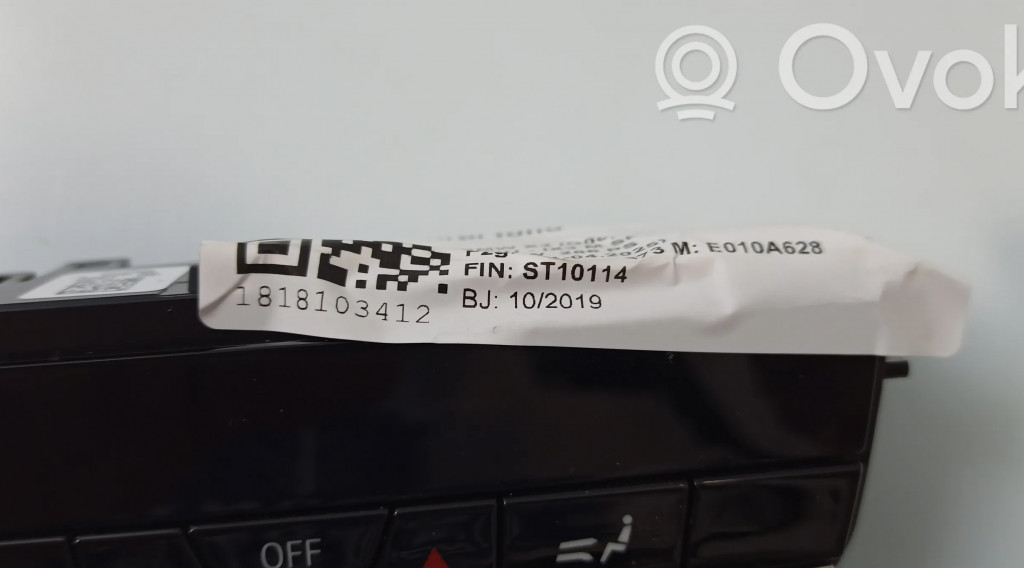 Ovok
M: E010A628
FIN: ST10114
BJ: 10/2019
1818103412
OFF